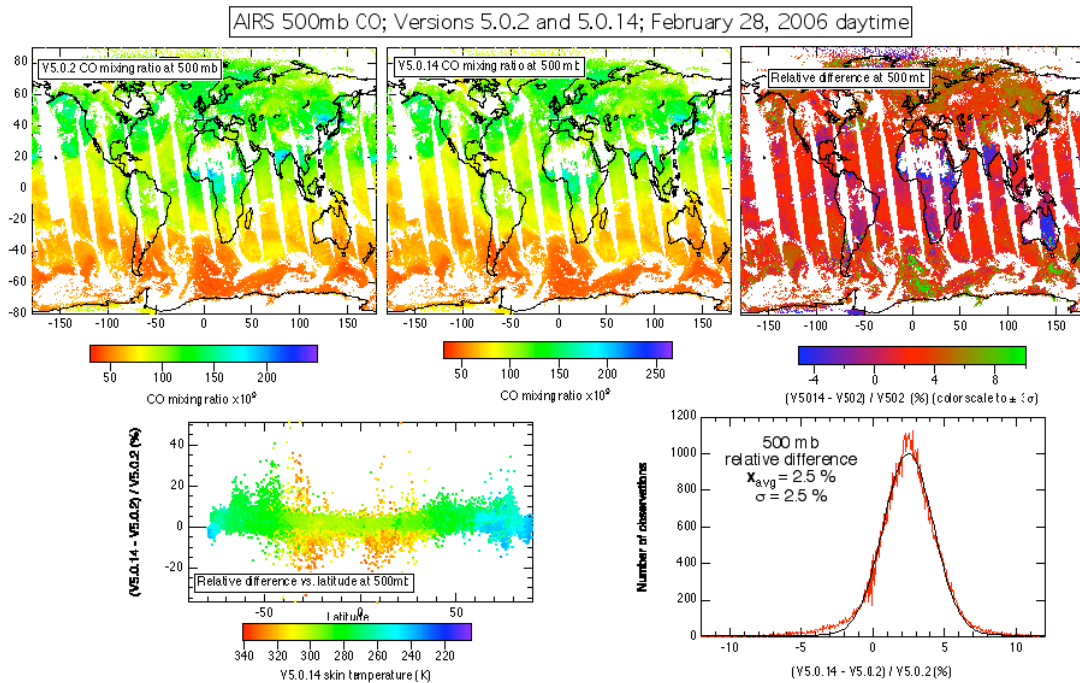 AIRS 500mb CO; Versions 5.0.2 and 5.0.14; February 28, 2006 daytime
V5.0.2 CO mixing ratio at 500 mb
V5.0.14 CO mixing ratio at 500 mb
Relative difference at 500 mb
80
60
40
20
0
-20
-40
-60
-80
-150 -100 -50 0 50 100 150
-150 -100 -50 0 50 100 150
-150 -100 -50 0 50 100 150
50 100 150 200
CO mixing ratio x10⁹
50 100 150 200 250
CO mixing ratio x10⁹
-4 0 4 8
(V5014 - V502) / V502 (%) (color scale to ± 3σ)
(V5.0.14 - V5.0.2) / V5.0.2 (%)
40
20
0
-20
Relative difference vs. latitude at 500mb
-50 0 50
Latitude
340 320 300 280 260 240 220
V5.0.14 skin temperature (K)
Number of observations
1200
1000
800
600
400
200
0
500 mb
relative difference
xavg = 2.5 %
σ = 2.5 %
-10 -5 0 5 10
(V5.0.14 - V5.0.2) / V5.0.2 (%)